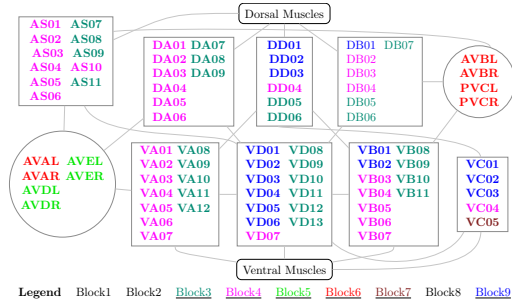 Dorsal Muscles
AS01 AS07
AS02 AS08
AS03 AS09
AS04 AS10
AS05 AS11
AS06
DA01 DA07
DA02 DA08
DA03 DA09
DA04
DA05
DA06
DD01
DD02
DD03
DD04
DD05
DD06
DB01 DB07
DB02
DB03
DB04
DB05
DB06
AVBL
AVBR
PVCL
PVCR
AVAL AVEL
AVAR AVER
AVDL
AVDR
VA01 VA08
VA02 VA09
VA03 VA10
VA04 VA11
VA05 VA12
VA06
VA07
VD01 VD08
VD02 VD09
VD03 VD10
VD04 VD11
VD05 VD12
VD06 VD13
VD07
VB01 VB08
VB02 VB09
VB03 VB10
VB04 VB11
VB05
VB06
VB07
VC01
VC02
VC03
VC04
VC05
Ventral Muscles
Legend Block1 Block2 Block3 Block4 Block5 Block6 Block7 Block8 Block9